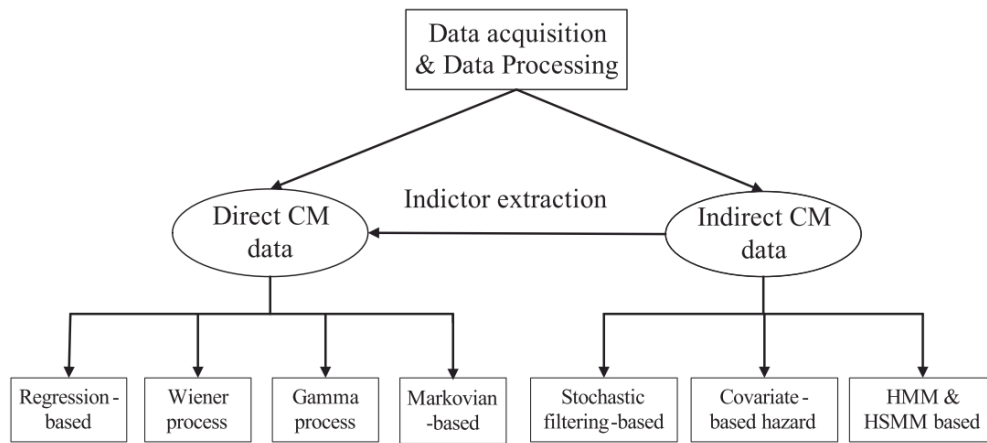 Data acquisition
& Data Processing
Indictor extraction
Direct CM
data
Indirect CM
data
Regression-
based
Wiener
process
Gamma
process
Markovian
-based
Stochastic
filtering-based
Covariate-
based hazard
HMM &
HSMM based